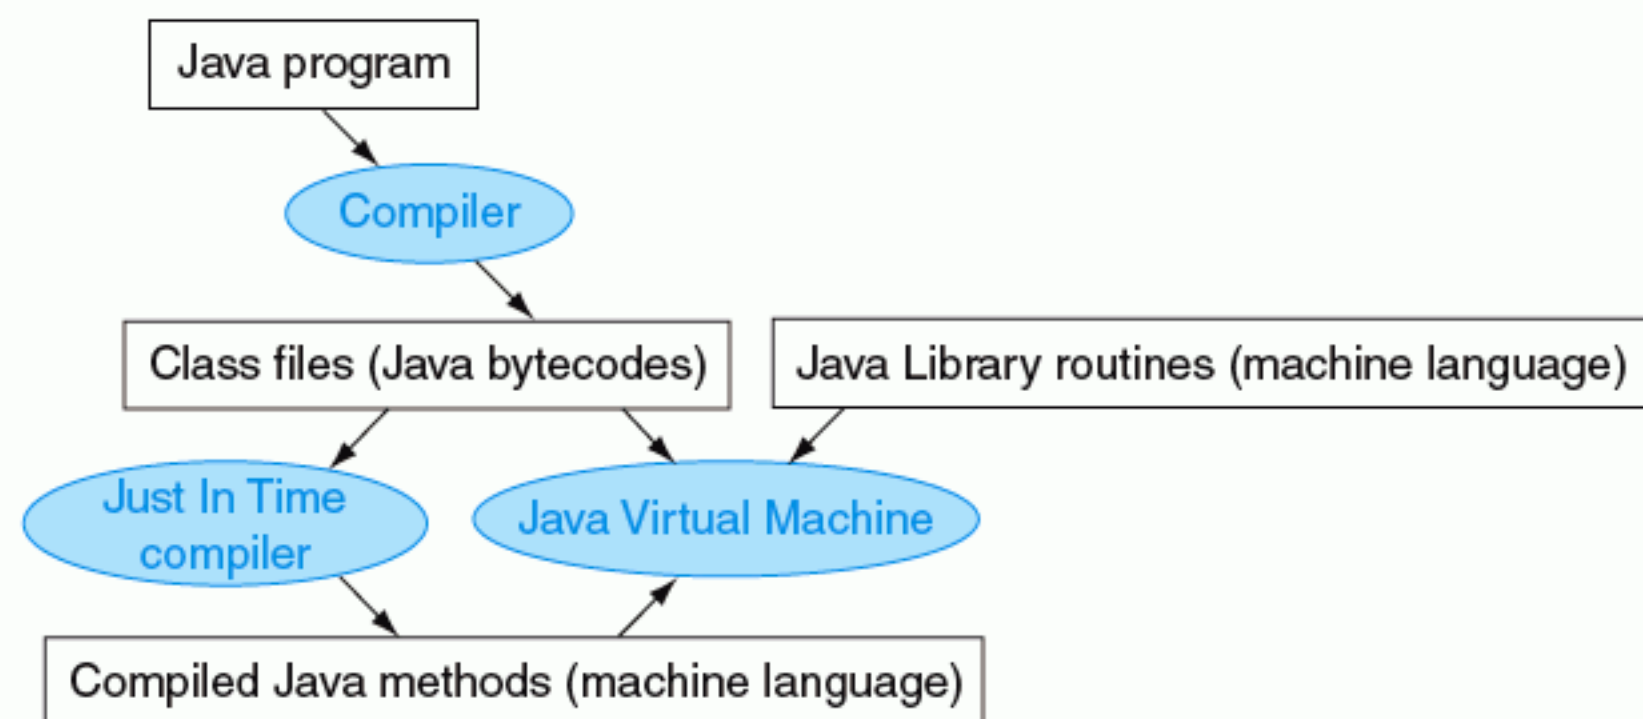 Java program
Compiler
Class files (Java bytecodes)
Java Library routines (machine language)
Just In Time
compiler
Java Virtual Machine
Compiled Java methods (machine language)